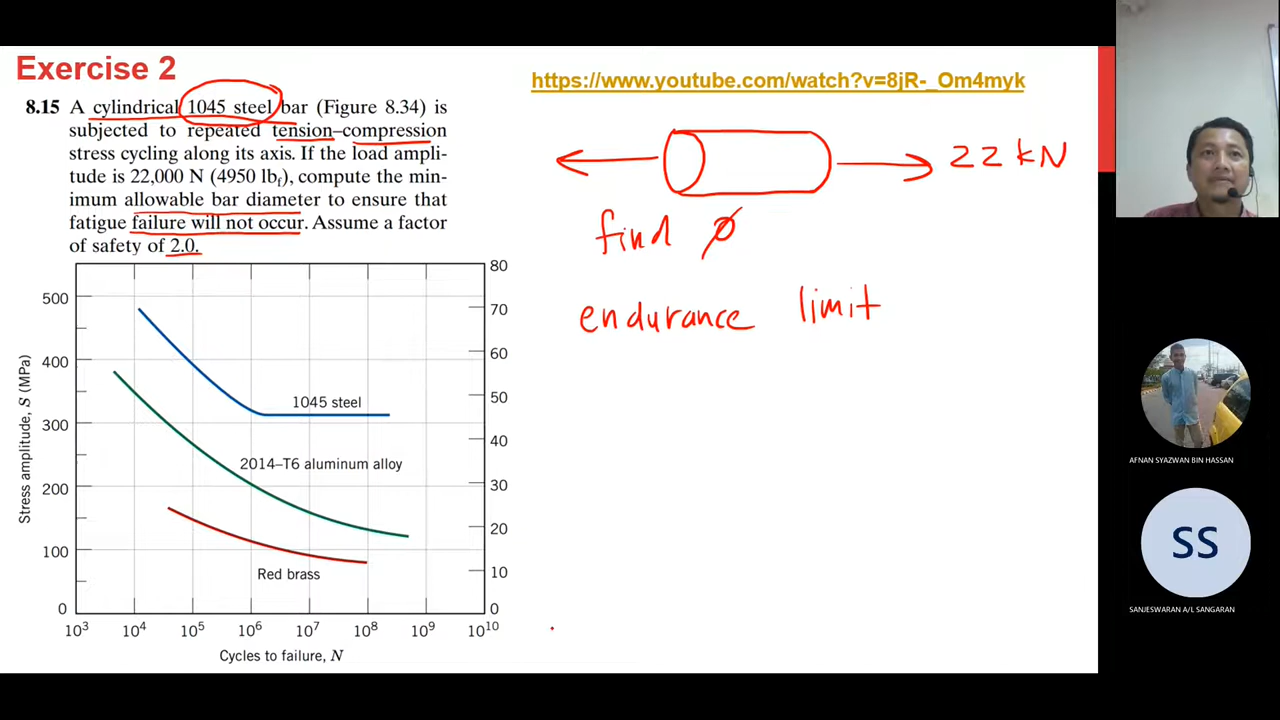 Exercise 2
8.15 A cylindrical 1045 steel bar (Figure 8.34) is
subjected to repeated tension–compression
stress cycling along its axis. If the load ampli-
tude is 22,000 N (4950 lbf), compute the min-
imum allowable bar diameter to ensure that
fatigue failure will not occur. Assume a factor
of safety of 2.0.
https://www.youtube.com/watch?v=8jR-_Om4myk
22 kN
find ø
endurance limit
500
400
300
200
100
0
Stress amplitude, S (MPa)
80
70
60
50
40
30
20
10
0
1045 steel
2014–T6 aluminum alloy
Red brass
10³ 10⁴ 10⁵ 10⁶ 10⁷ 10⁸ 10⁹ 10¹⁰
Cycles to failure, N
AFNAN SYAZWAN BIN HASSAN
SS
SANJESWARAN A/L SANGARAN